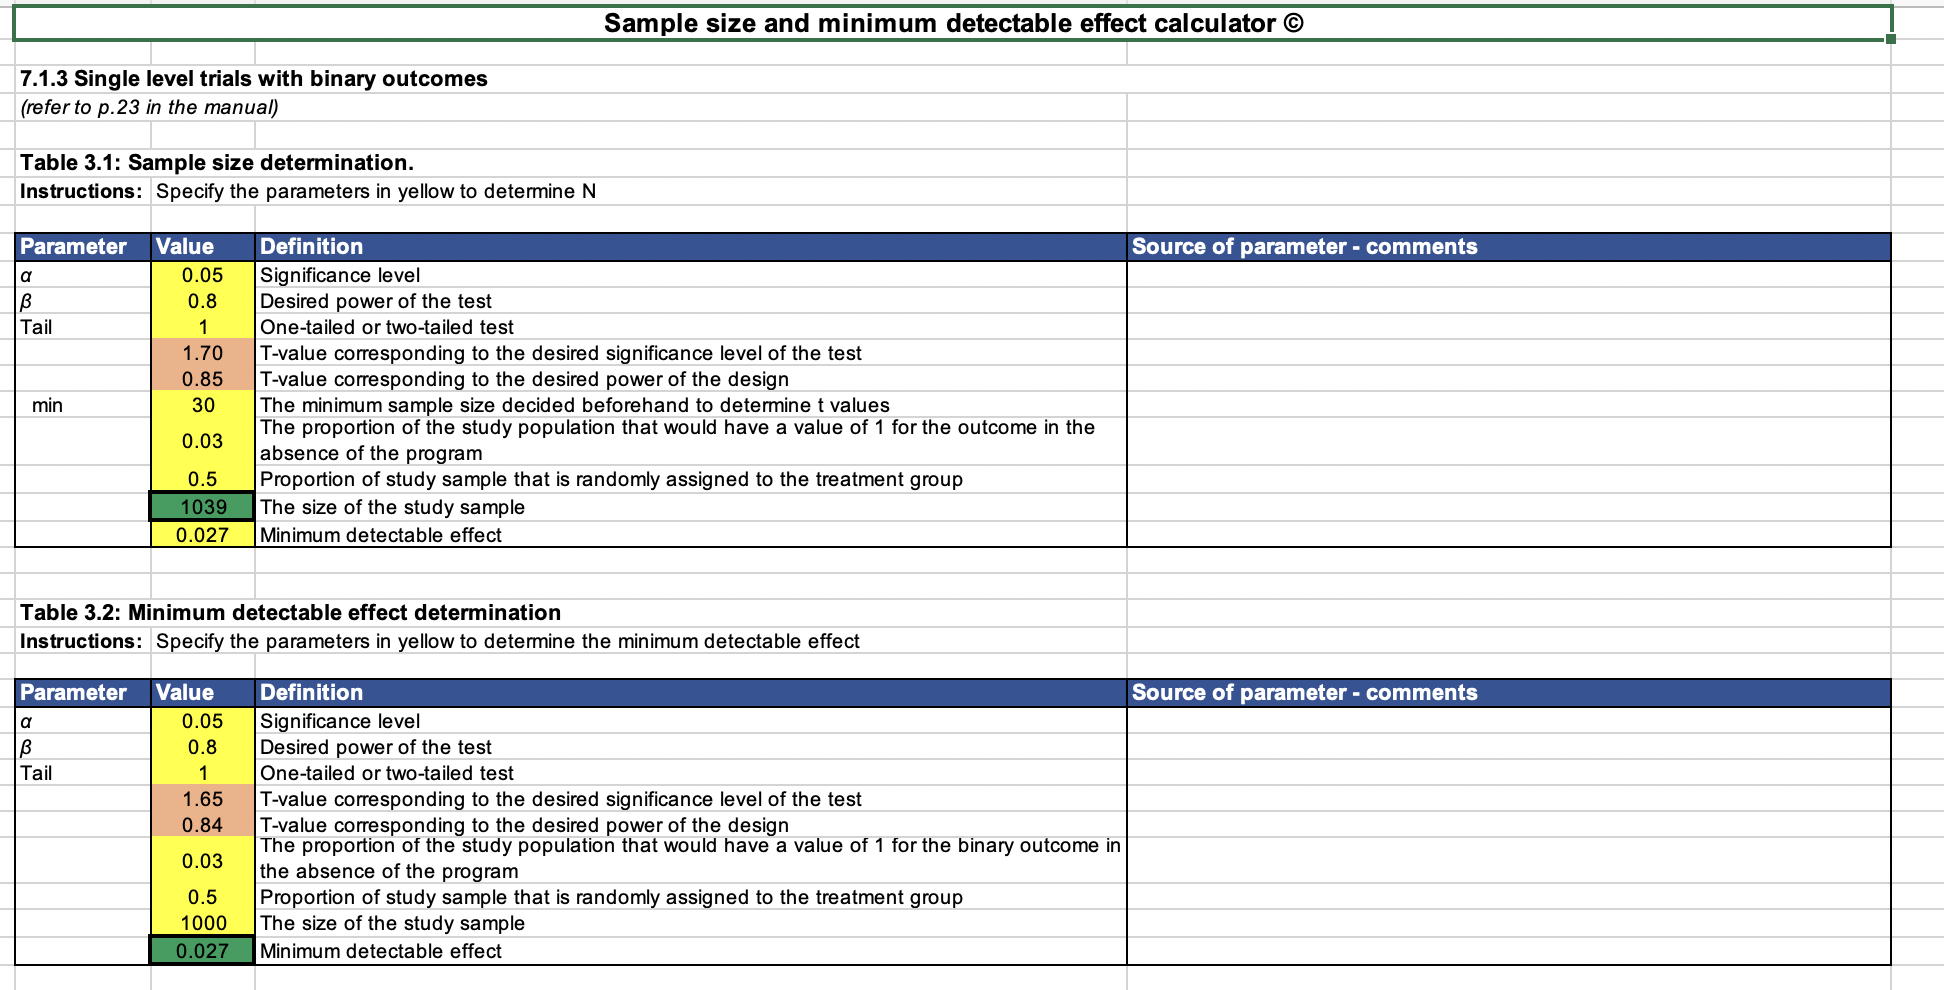 Sample size and minimum detectable effect calculator ©
7.1.3 Single level trials with binary outcomes
(refer to p.23 in the manual)
Table 3.1: Sample size determination.
Instructions: Specify the parameters in yellow to determine N
Parameter Value Definition Source of parameter - comments
α 0.05 Significance level
β 0.8 Desired power of the test
Tail 1 One-tailed or two-tailed test
1.70 T-value corresponding to the desired significance level of the test
0.85 T-value corresponding to the desired power of the design
min 30 The minimum sample size decided beforehand to determine t values
0.03 The proportion of the study population that would have a value of 1 for the outcome in the
absence of the program
0.5 Proportion of study sample that is randomly assigned to the treatment group
1039 The size of the study sample
0.027 Minimum detectable effect
Table 3.2: Minimum detectable effect determination
Instructions: Specify the parameters in yellow to determine the minimum detectable effect
Parameter Value Definition Source of parameter - comments
α 0.05 Significance level
β 0.8 Desired power of the test
Tail 1 One-tailed or two-tailed test
1.65 T-value corresponding to the desired significance level of the test
0.84 T-value corresponding to the desired power of the design
0.03 The proportion of the study population that would have a value of 1 for the binary outcome in
the absence of the program
0.5 Proportion of study sample that is randomly assigned to the treatment group
1000 The size of the study sample
0.027 Minimum detectable effect